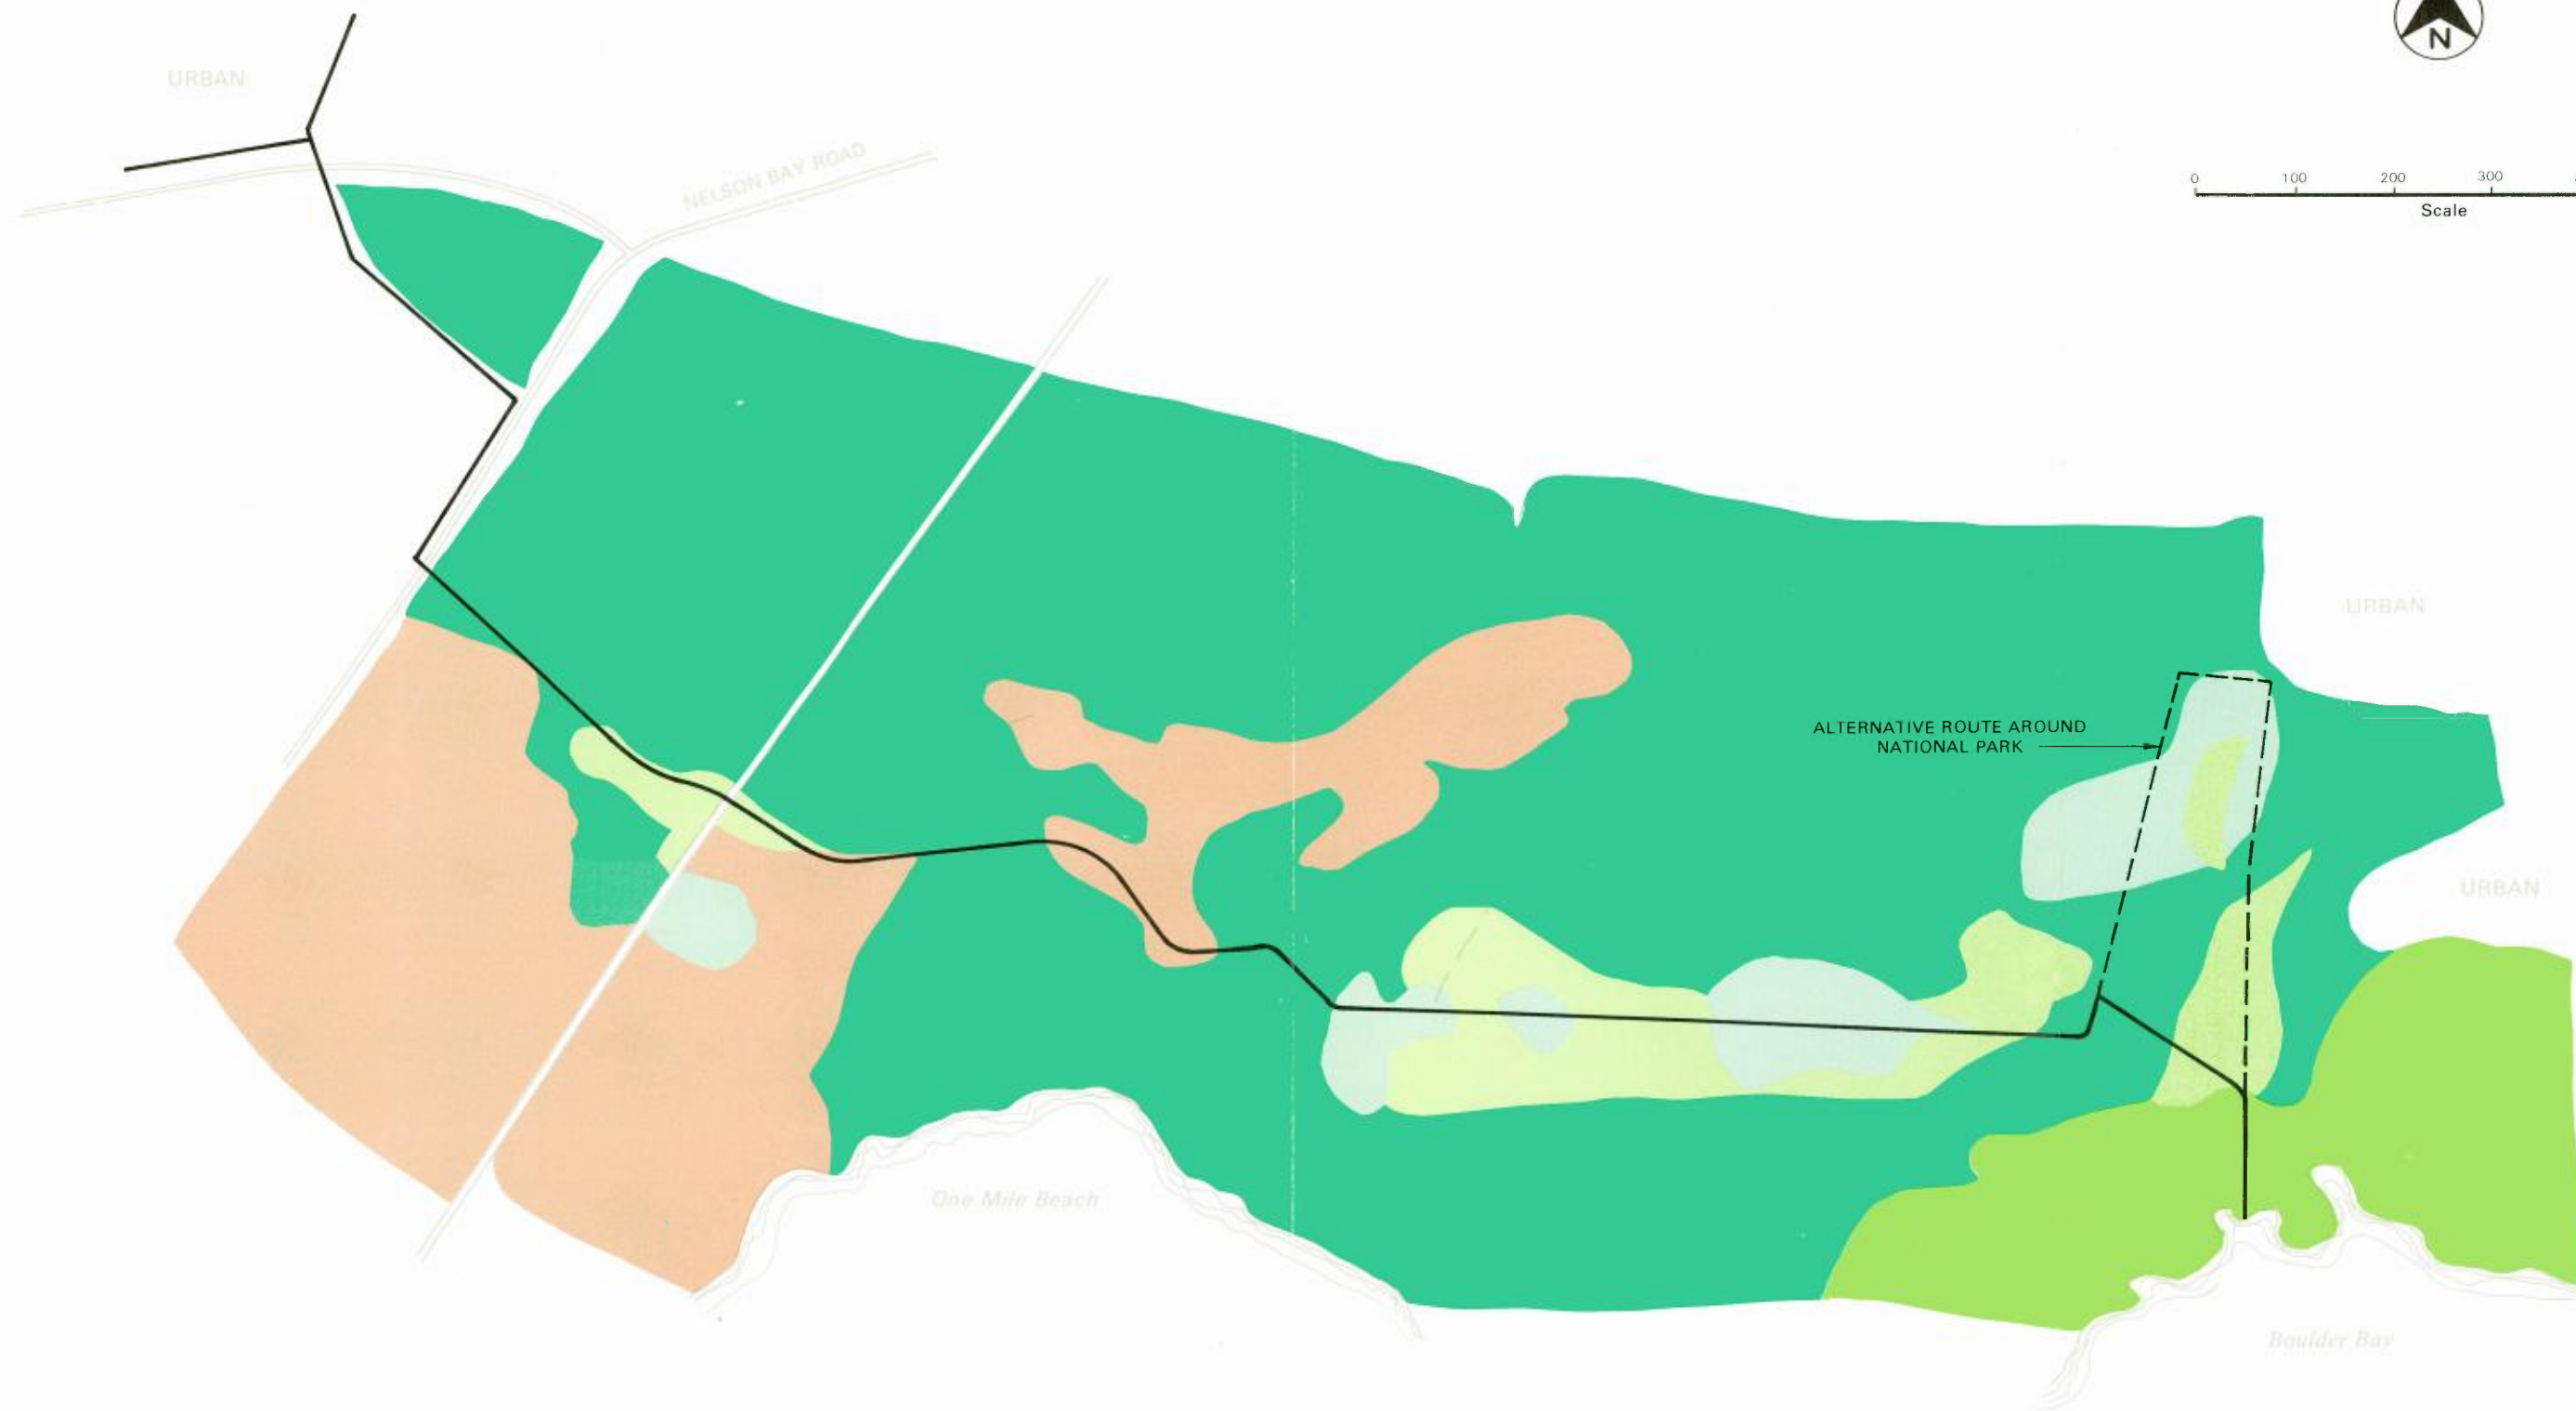 N
URBAN
NELSON BAY ROAD
0 100 200 300
Scale
URBAN
ALTERNATIVE ROUTE AROUND
NATIONAL PARK
URBAN
One Mile Beach
Boulder Bay